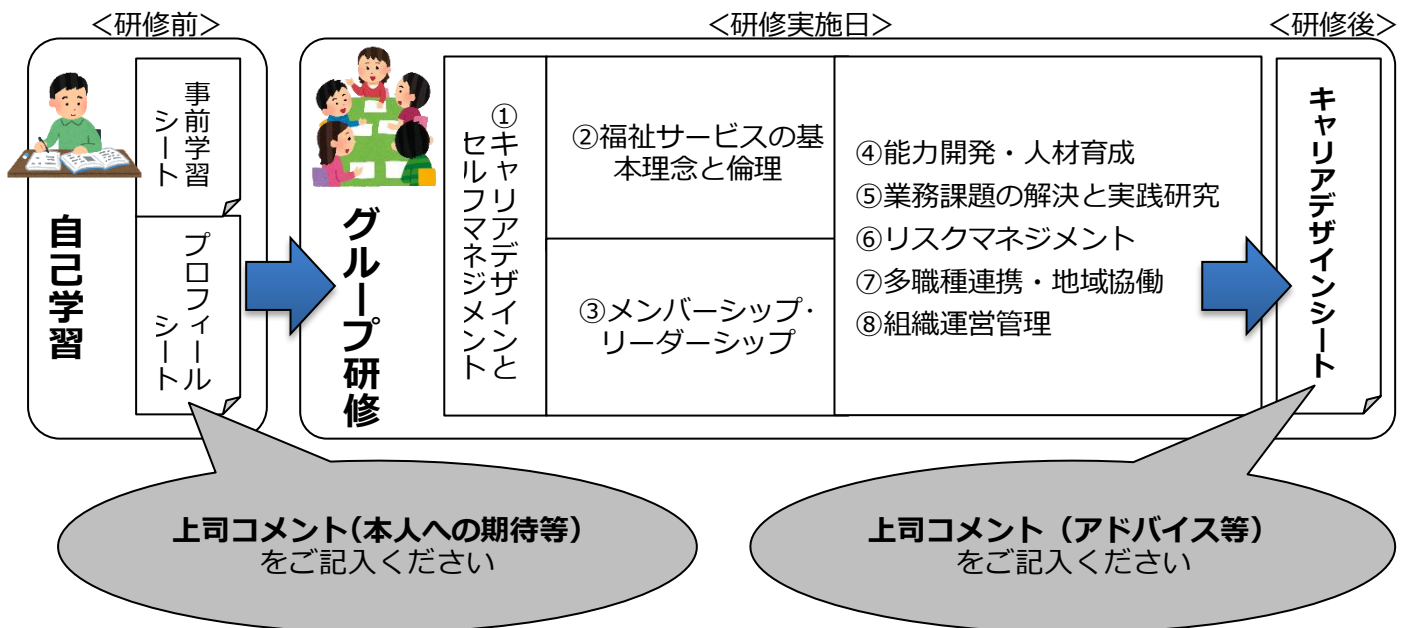 ＜研修前＞
＜研修実施日＞
＜研修後＞
自己学習
事前学習
シート
プロフィール
シート
グループ研修
①キャリアデザインと
セルフマネジメント
②福祉サービスの基
本理念と倫理
③メンバーシップ・
リーダーシップ
④能力開発・人材育成
⑤業務課題の解決と実践研究
⑥リスクマネジメント
⑦多職種連携・地域協働
⑧組織運営管理
キャリアデザインシート
上司コメント（本人への期待等）
をご記入ください
上司コメント（アドバイス等）
をご記入ください